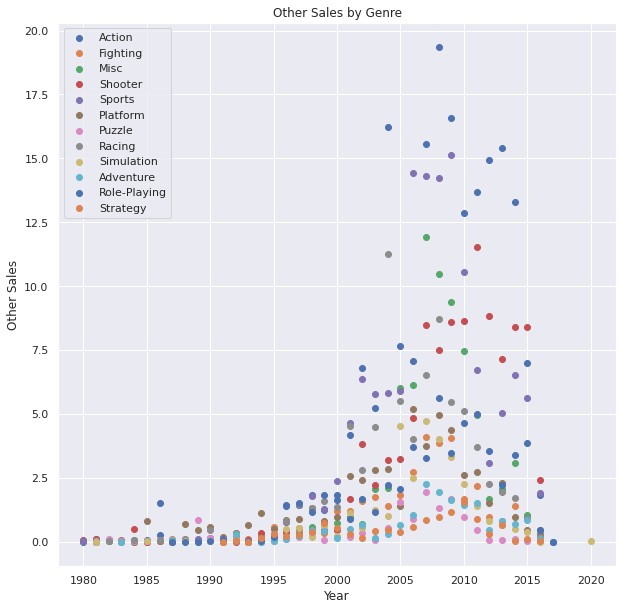 Other Sales by Genre
20.0
17.5
15.0
12.5
10.0
7.5
5.0
2.5
0.0
Other Sales
Action
Fighting
Misc
Shooter
Sports
Platform
Puzzle
Racing
Simulation
Adventure
Role-Playing
Strategy
1980 1985 1990 1995 2000 2005 2010 2015 2020
Year